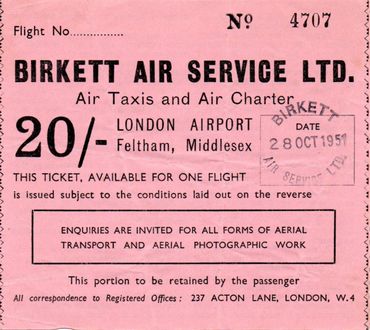 Flight No............... No. 4707
BIRKETT AIR SERVICE LTD.
Air Taxis and Air Charter
20/- LONDON AIRPORT
Feltham, Middlesex
BIRKETT
DATE
28 OCT 1951
AIR SERVICE LTD.
THIS TICKET, AVAILABLE FOR ONE FLIGHT
is issued subject to the conditions laid out on the reverse
ENQUIRIES ARE INVITED FOR ALL FORMS OF AERIAL
TRANSPORT AND AERIAL PHOTOGRAPHIC WORK
This portion to be retained by the passenger
All correspondence to Registered Offices : 237 ACTON LANE, LONDON, W.4